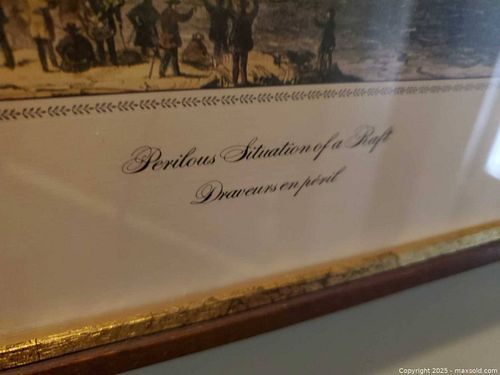 Perilous Situation of a Raft
Draveurs en péril
Copyright 2025 - maxsold.com